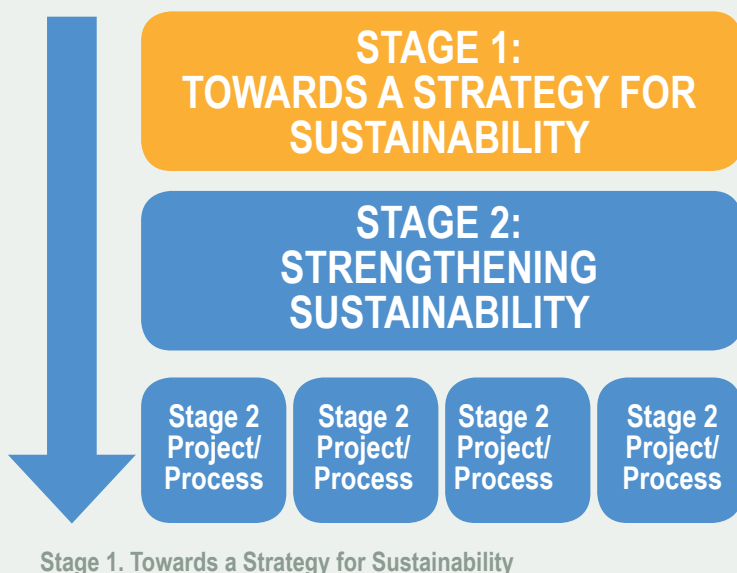 STAGE 1:
TOWARDS A STRATEGY FOR
SUSTAINABILITY
STAGE 2:
STRENGTHENING
SUSTAINABILITY
Stage 2
Project/
Process
Stage 2
Project/
Process
Stage 2
Project/
Process
Stage 2
Project/
Process
Stage 1. Towards a Strategy for Sustainability